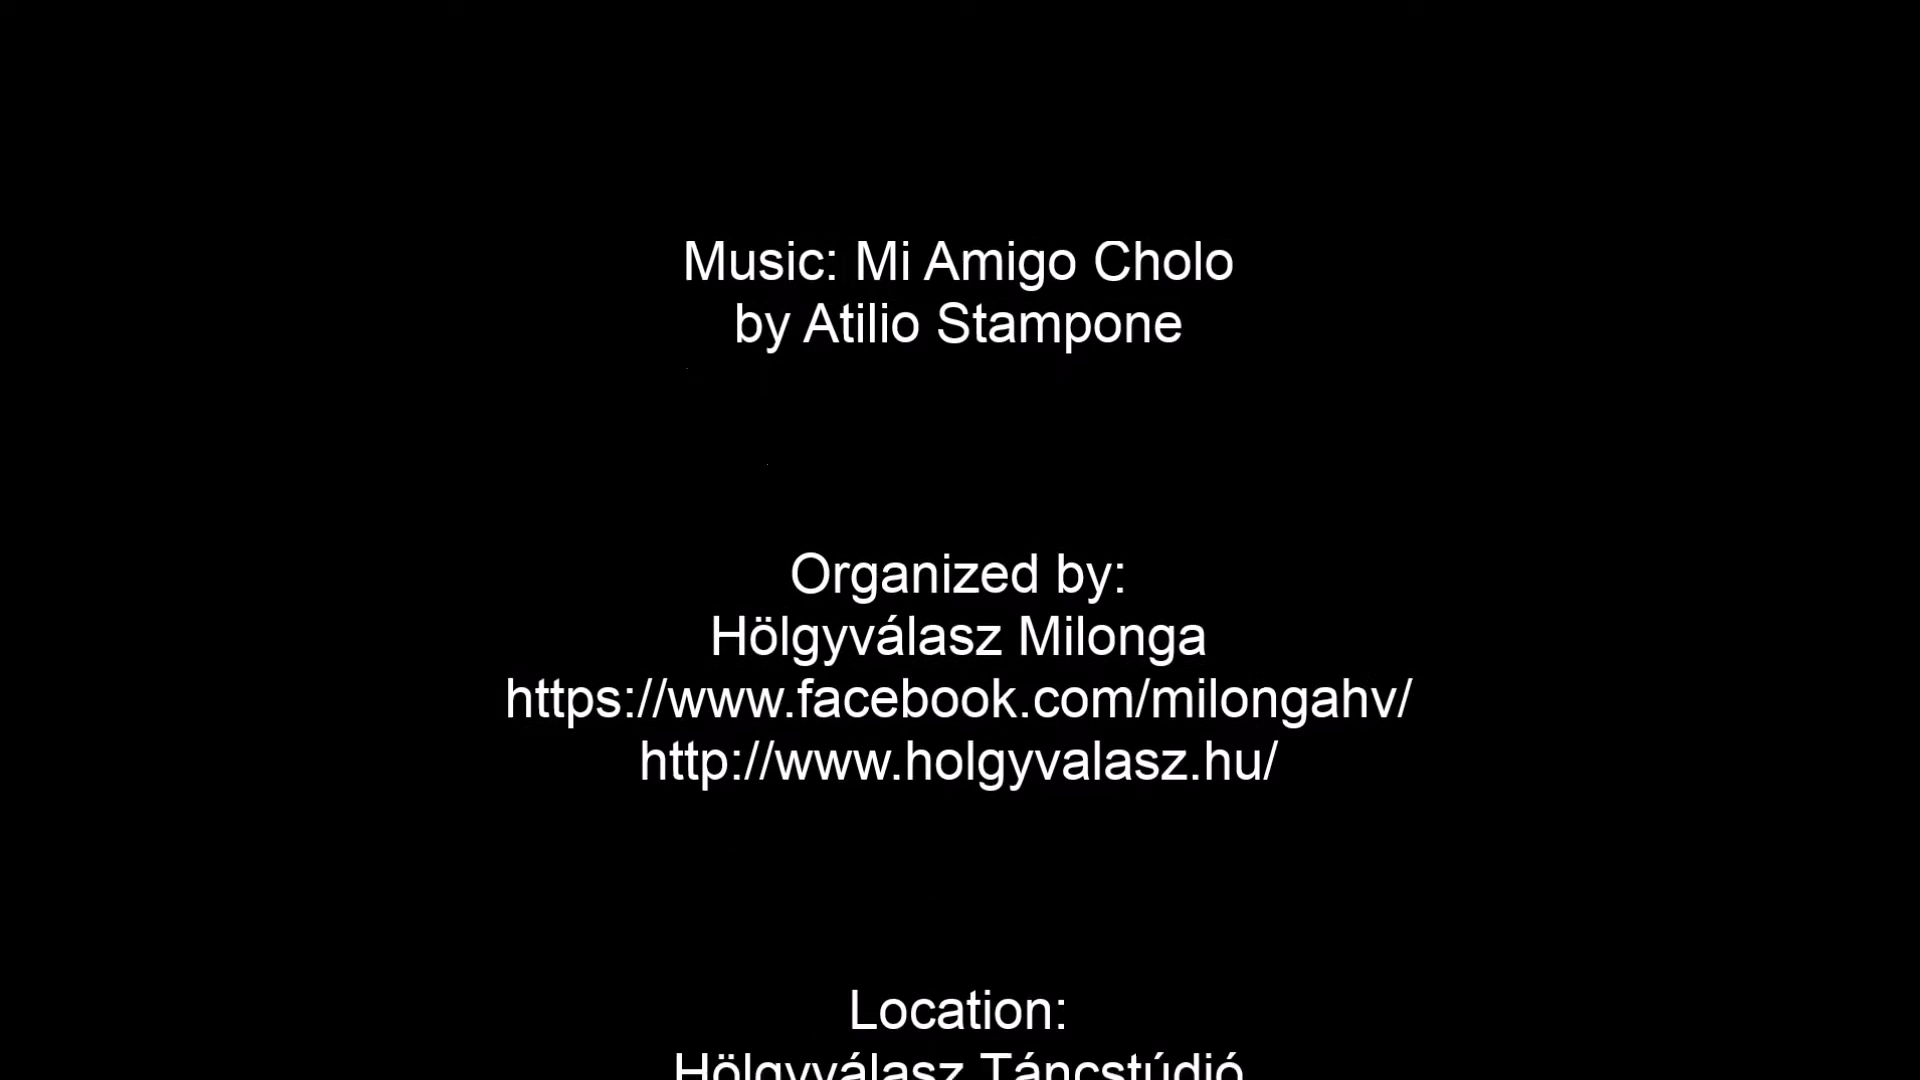 Music: Mi Amigo Cholo
by Atilio Stampone
Organized by:
Hölgyválasz Milonga
https://www.facebook.com/milongahv/
http://www.holgyvalasz.hu/
Location:
Hölgyválasz Táncstúdió